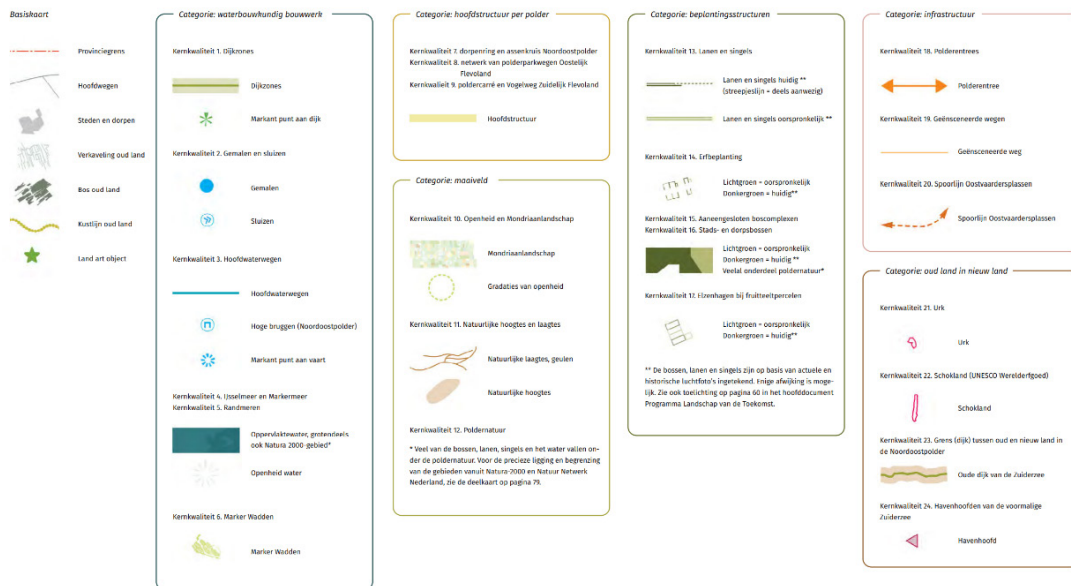 Basiskaart
Provinciegrens
Hoofdwegen
Steden en dorpen
Verkaveling oud land
Bos oud land
Kustlijn oud land
Land art object
Categorie: waterbouwkundig bouwwerk
Kernkwaliteit 1. Dijkzones
Dijkzones
Markant punt aan dijk
Kernkwaliteit 2. Gemalen en sluizen
Gemalen
Sluizen
Kernkwaliteit 3. Hoofdwaterwegen
Hoofdwaterwegen
Hoge bruggen (Noordoostpolder)
Markant punt aan vaart
Kernkwaliteit 4. IJsselmeer en Markermeer
Kernkwaliteit 5. Randmeren
Oppervlaktewater, grotendeels
ook Natura 2000-gebied*
Openheid water
Kernkwaliteit 6. Marker Wadden
Marker Wadden
Categorie: hoofdstructuur per polder
Kernkwaliteit 7. dorpenring en assenkruis Noordoostpolder
Kernkwaliteit 8. netwerk van polderparkwegen Oostelijk
Flevoland
Kernkwaliteit 9. poldercarré en Vogelweg Zuidelijk Flevoland
Hoofdstructuur
Categorie: maaiveld
Kernkwaliteit 10. Openheid en Mondriaanlandschap
Mondriaanlandschap
Gradaties van openheid
Kernkwaliteit 11. Natuurlijke hoogtes en laagtes
Natuurlijke laagtes, geulen
Natuurlijke hoogtes
Kernkwaliteit 12. Poldernatuur
* Veel van de bossen, lanen, singels en het water vallen on-
der de poldernatuur. Voor de precieze ligging en begrenzing
van de gebieden vanuit Natura-2000 en Natuur Netwerk
Nederland, zie de deelkaart op pagina 79.
Categorie: beplantingsstructuren
Kernkwaliteit 13. Lanen en singels
Lanen en singels huidig **
(streepjeslijn = deels aanwezig)
Lanen en singels oorspronkelijk **
Kernkwaliteit 14. Erfbeplanting
Lichtgroen = oorspronkelijk
Donkergroen = huidig**
Kernkwaliteit 15. Aaneengesloten boscomplexen
Kernkwaliteit 16. Stads- en dorpsbossen
Lichtgroen = oorspronkelijk
Donkergroen = huidig **
Veelal onderdeel poldernatuur*
Kernkwaliteit 17. Elzenhagen bij fruitteeltpercelen
Lichtgroen = oorspronkelijk
Donkergroen = huidig**
** De bossen, lanen en singels zijn op basis van actuele en
historische luchtfoto's ingetekend. Enige afwijking is moge-
lijk. Zie ook toelichting op pagina 60 in het hoofddocument
Programma Landschap van de Toekomst.
Categorie: infrastructuur
Kernkwaliteit 18. Polderentrees
Polderentree
Kernkwaliteit 19. Geënsceneerde wegen
Geënsceneerde weg
Kernkwaliteit 20. Spoorlijn Oostvaardersplassen
Spoorlijn Oostvaardersplassen
Categorie: oud land in nieuw land
Kernkwaliteit 21. Urk
Urk
Kernkwaliteit 22. Schokland (UNESCO Werelderfgoed)
Schokland
Kernkwaliteit 23. Grens (dijk) tussen oud en nieuw land in
de Noordoostpolder
Oude dijk van de Zuiderzee
Kernkwaliteit 24. Havenhoofden van de voormalige
Zuiderzee
Havenhoofd